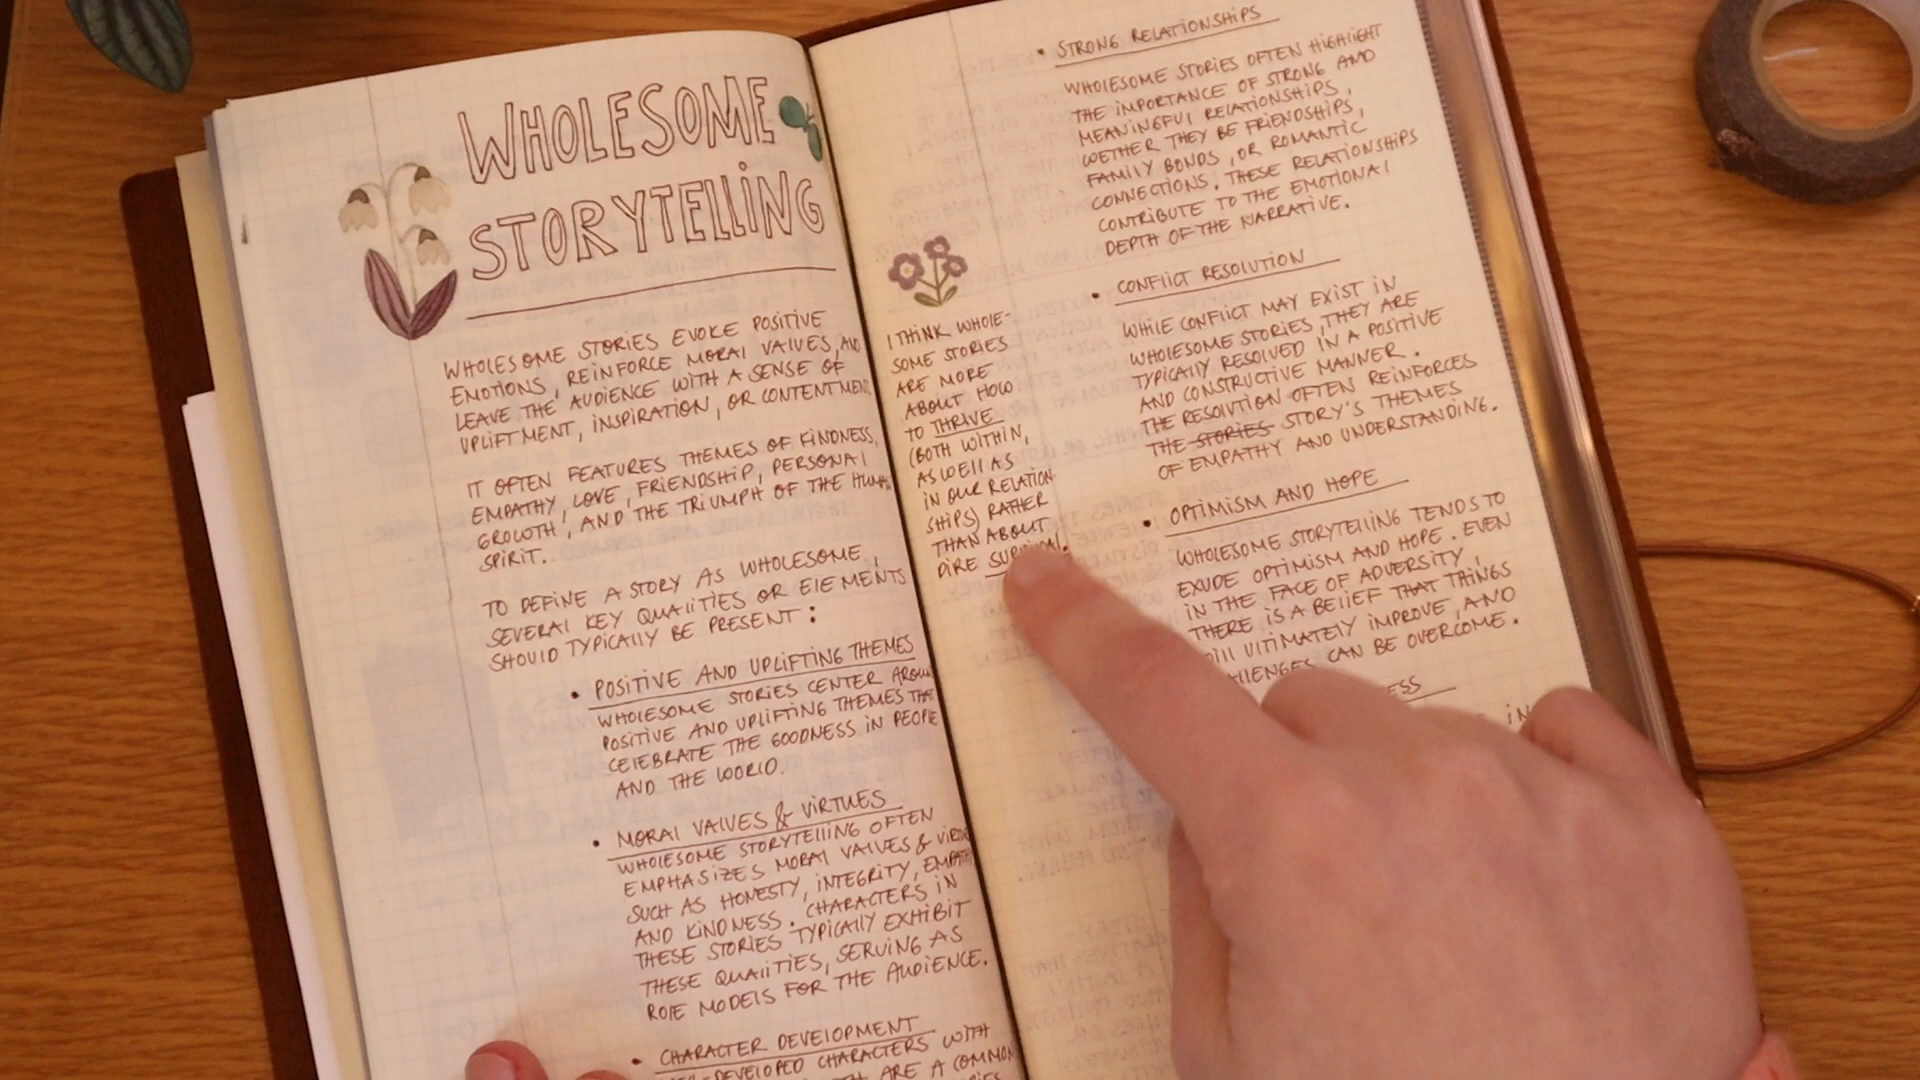 WHOLESOME
STORYTELLING
WHOLESOME STORIES EVOKE POSITIVE
EMOTIONS, REINFORCE MORAL VALUES, AND
LEAVE THE AUDIENCE WITH A SENSE OF
UPLIFTMENT, INSPIRATION, OR CONTENTMENT
IT OFTEN FEATURES THEMES OF KINDNESS,
EMPATHY, LOVE, FRIENDSHIP, PERSONAL
GROWTH, AND THE TRIUMPH OF THE HUMAN
SPIRIT.
TO DEFINE A STORY AS WHOLESOME,
SEVERAL KEY QUALITIES OR ELEMENTS
SHOULD TYPICALLY BE PRESENT:
• POSITIVE AND UPLIFTING THEMES
WHOLESOME STORIES CENTER AROUN
POSITIVE AND UPLIFTING THEMES THAT
CELEBRATE THE GOODNESS IN PEOPLE
AND THE WORLD.
• MORAL VALUES & VIRTUES
WHOLESOME STORYTELLING OFTEN
EMPHASIZES MORAL VALUES & VIRTUE
SUCH AS HONESTY, INTEGRITY, EMPATH
AND KINDNESS. CHARACTERS IN
THESE STORIES TYPICALLY EXHIBIT
THESE QUALITIES, SERVING AS
ROLE MODELS FOR THE AUDIENCE.
• CHARACTER DEVELOPMENT
WELL-DEVELOPED CHARACTERS WITH
ARE A COMMON
I THINK WHOLE-
SOME STORIES
ARE MORE
ABOUT HOW
TO THRIVE
(BOTH WITHIN,
AS WELL AS
IN OUR RELATION-
SHIPS) RATHER
THAN ABOUT
DIRE SURVIVAL.
• STRONG RELATIONSHIPS
WHOLESOME STORIES OFTEN HIGHLIGHT
THE IMPORTANCE OF STRONG AND
MEANINGFUL RELATIONSHIPS,
WETHER THEY BE FRIENDSHIPS,
FAMILY BONDS, OR ROMANTIC
CONNECTIONS. THESE RELATIONSHIPS
CONTRIBUTE TO THE EMOTIONAL
DEPTH OF THE NARRATIVE.
• CONFLICT RESOLUTION
WHILE CONFLICT MAY EXIST IN
WHOLESOME STORIES, THEY ARE
TYPICALLY RESOLVED IN A POSITIVE
AND CONSTRUCTIVE MANNER.
THE RESOLUTION OFTEN REINFORCES
THE STORIES STORY'S THEMES
OF EMPATHY AND UNDERSTANDING.
• OPTIMISM AND HOPE
WHOLESOME STORYTELLING TENDS TO
EXUDE OPTIMISM AND HOPE. EVEN
IN THE FACE OF ADVERSITY,
THERE IS A BELIEF THAT THINGS
WILL ULTIMATELY IMPROVE, AND
CHALLENGES CAN BE OVERCOME.
IN